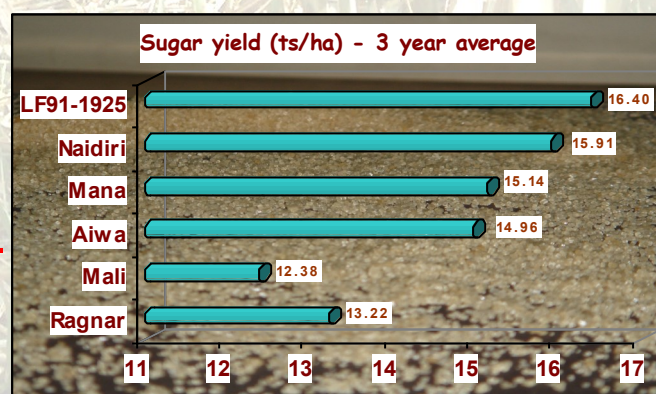 Sugar yield (ts/ha) - 3 year average
LF91-1925 16.40
Naidiri 15.91
Mana 15.14
Aiwa 14.96
Mali 12.38
Ragnar 13.22
11 12 13 14 15 16 17